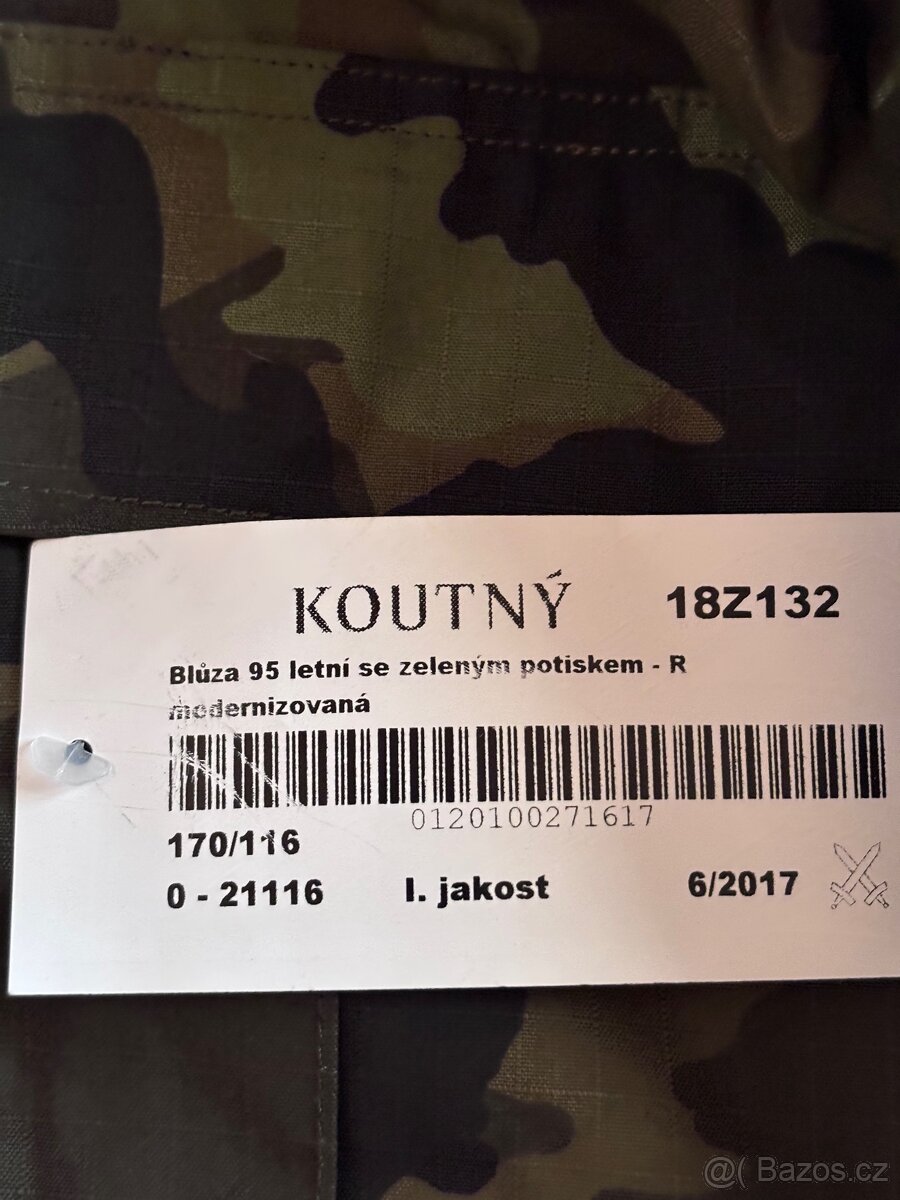 KOUTNÝ 18Z132
Blůza 95 letní se zeleným potiskem - R
modernizovaná
0120100271617
170/116
0 - 21116 I. jakost 6/2017
@( Bazos.cz